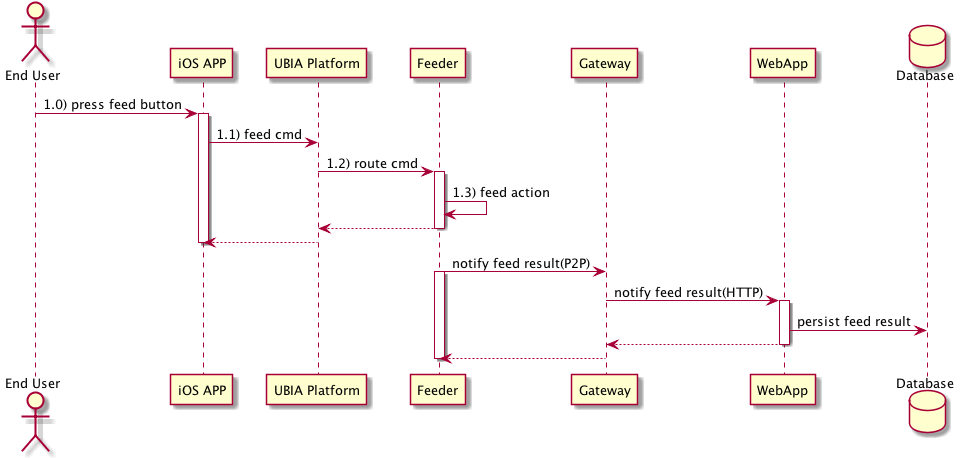 End User
iOS APP
UBIA Platform
Feeder
Gateway
WebApp
Database
1.0) press feed button
1.1) feed cmd
1.2) route cmd
1.3) feed action
notify feed result(P2P)
notify feed result(HTTP)
persist feed result
End User
iOS APP
UBIA Platform
Feeder
Gateway
WebApp
Database